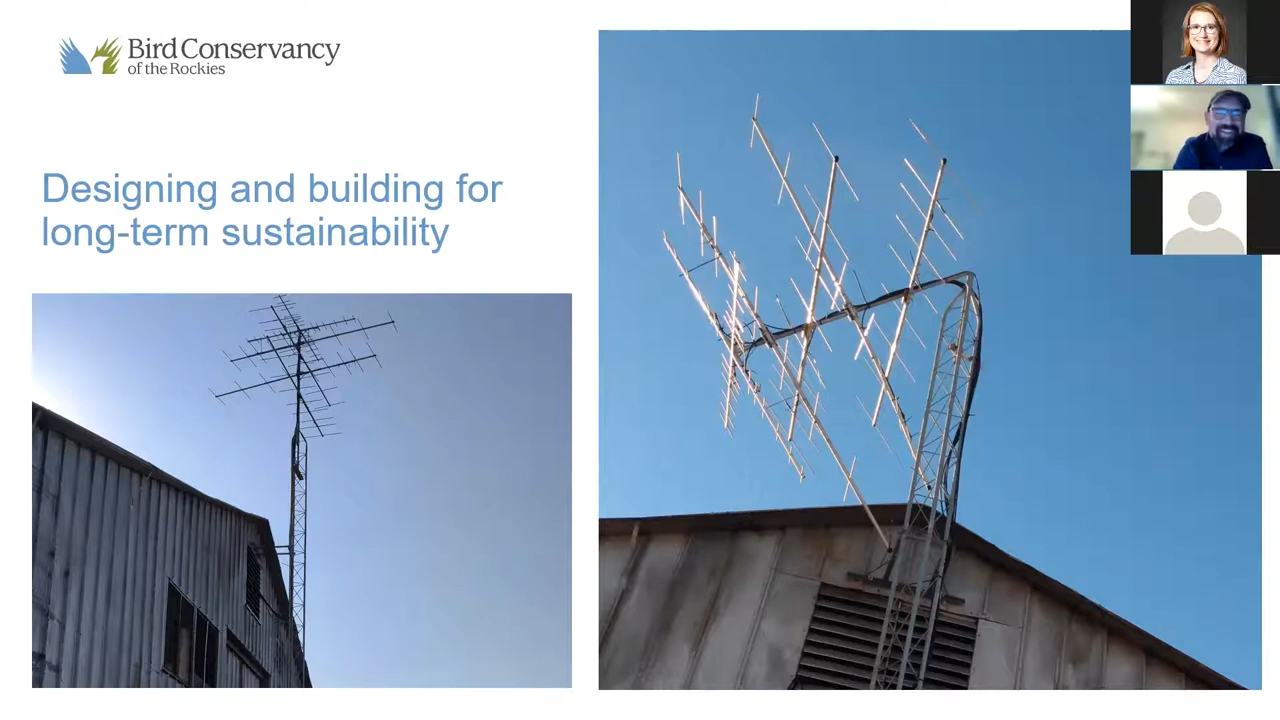 Bird Conservancy
of the Rockies
Designing and building for
long-term sustainability